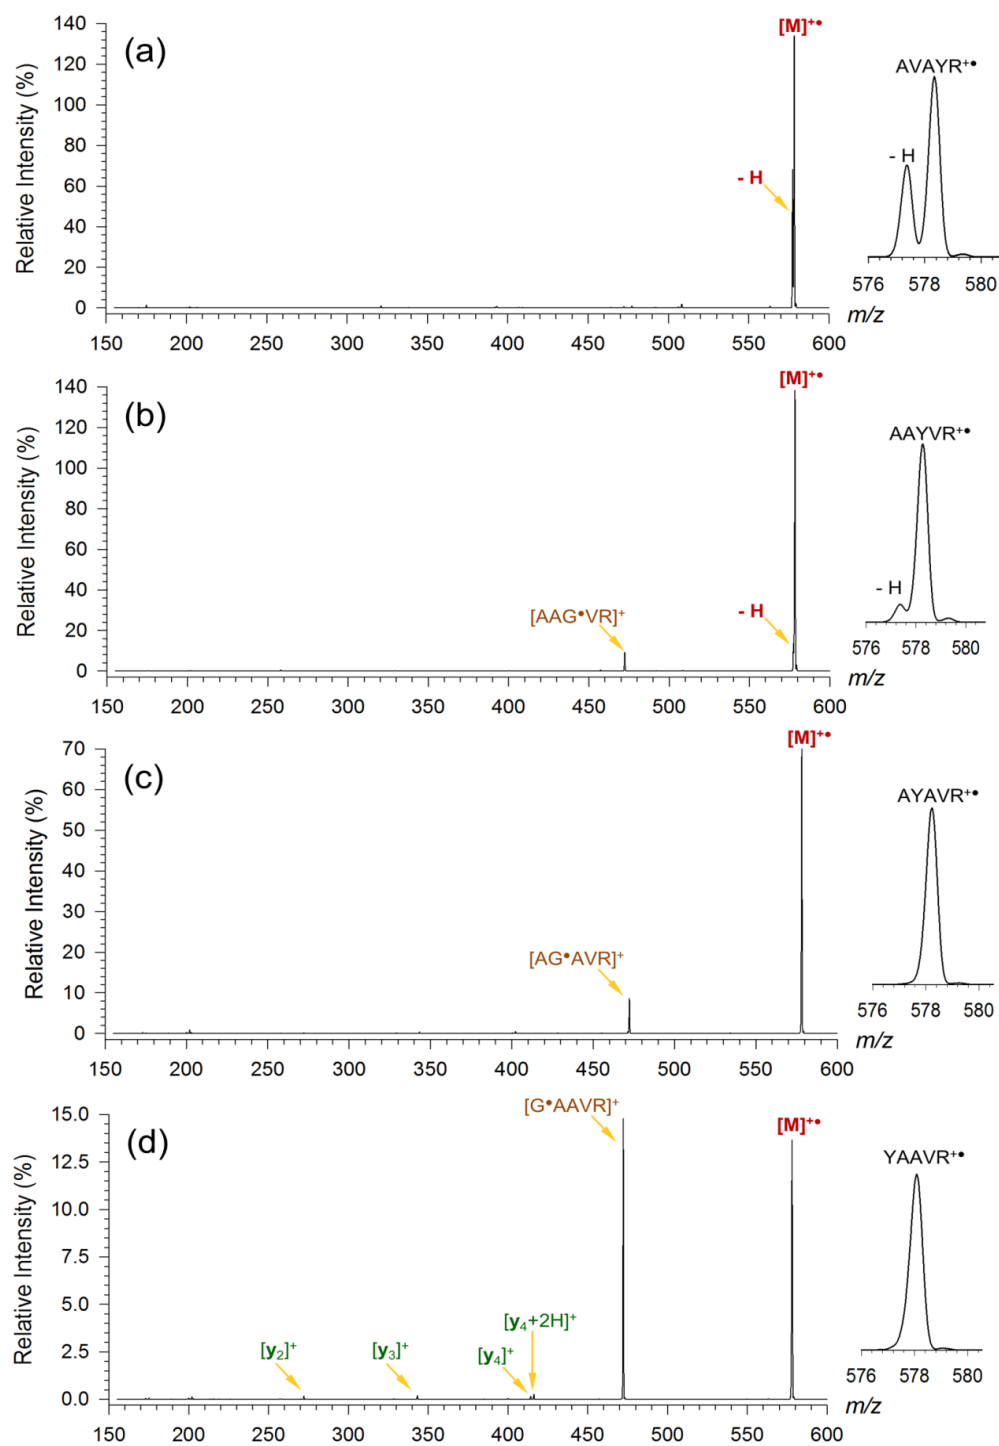 (a)
Relative Intensity (%)
140
120
100
80
60
40
20
0
[M]⁺•
- H
150 200 250 300 350 400 450 500 550 600
m/z
AVAYR⁺•
- H
576 578 580
(b)
Relative Intensity (%)
140
120
100
80
60
40
20
0
[M]⁺•
- H
[AAG•VR]⁺
150 200 250 300 350 400 450 500 550 600
m/z
AAYVR⁺•
- H
576 578 580
(c)
Relative Intensity (%)
70
60
50
40
30
20
10
0
[M]⁺•
[AG•AVR]⁺
150 200 250 300 350 400 450 500 550 600
m/z
AYAVR⁺•
576 578 580
(d)
Relative Intensity (%)
15.0
12.5
10.0
7.5
5.0
2.5
0.0
[G•AAVR]⁺
[M]⁺•
[y₄+2H]⁺
[y₂]⁺ [y₃]⁺ [y₄]⁺
150 200 250 300 350 400 450 500 550 600
m/z
YAAVR⁺•
576 578 580